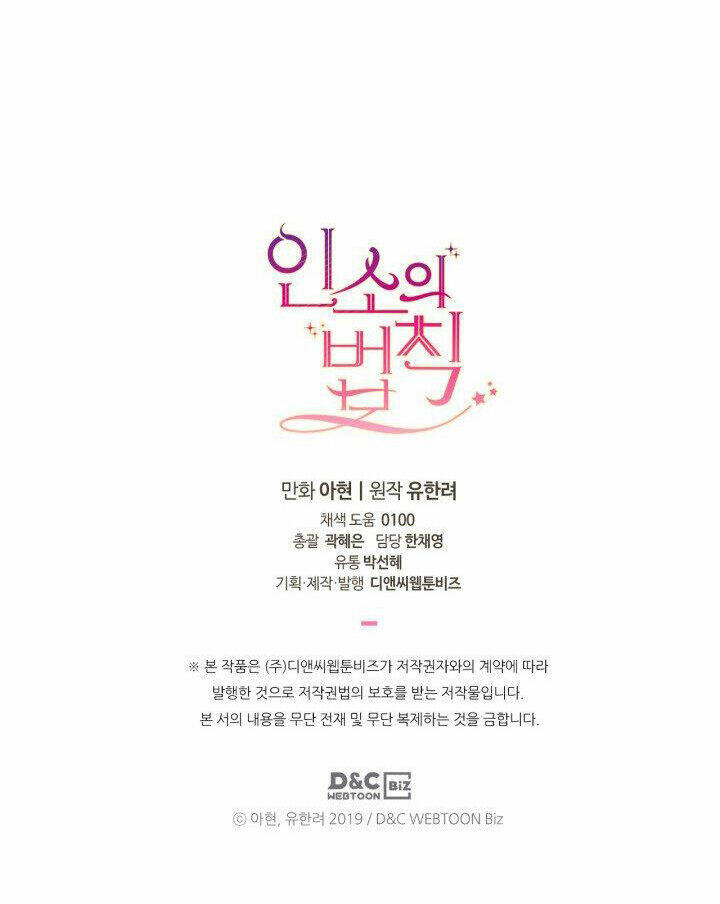 인소의
법칙
만화 아현 | 원작 유한려
채색 도움 0100
총괄 곽혜은 담당 한채영
유통 박선혜
기획·제작·발행 디앤씨웹툰비즈
※ 본 작품은 (주)디앤씨웹툰비즈가 저작권자와의 계약에 따라
발행한 것으로 저작권법의 보호를 받는 저작물입니다.
본 서의 내용을 무단 전재 및 무단 복제하는 것을 금합니다.
D&C BiZ
WEBTOON
ⓒ 아현, 유한려 2019 / D&C WEBTOON Biz